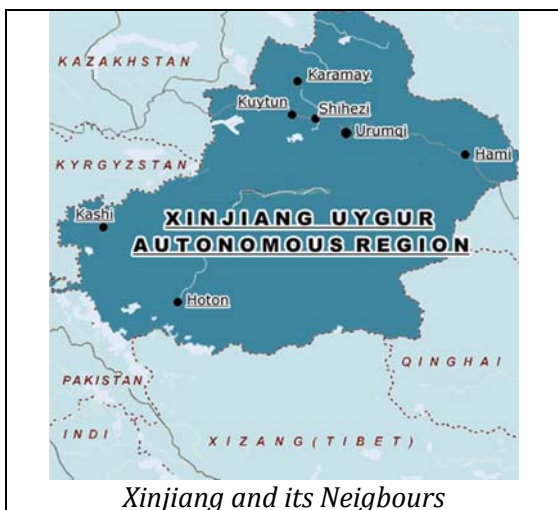 KAZAKHSTAN
Karamay
Kuytun
Shihezi
Urumqi
Hami
KYRGYZSTAN
Kashi
XINJIANG UYGUR
AUTONOMOUS REGION
Hoton
QINGHAI
PAKISTAN
INDI
XIZANG (TIBET)
Xinjiang and its Neigbours